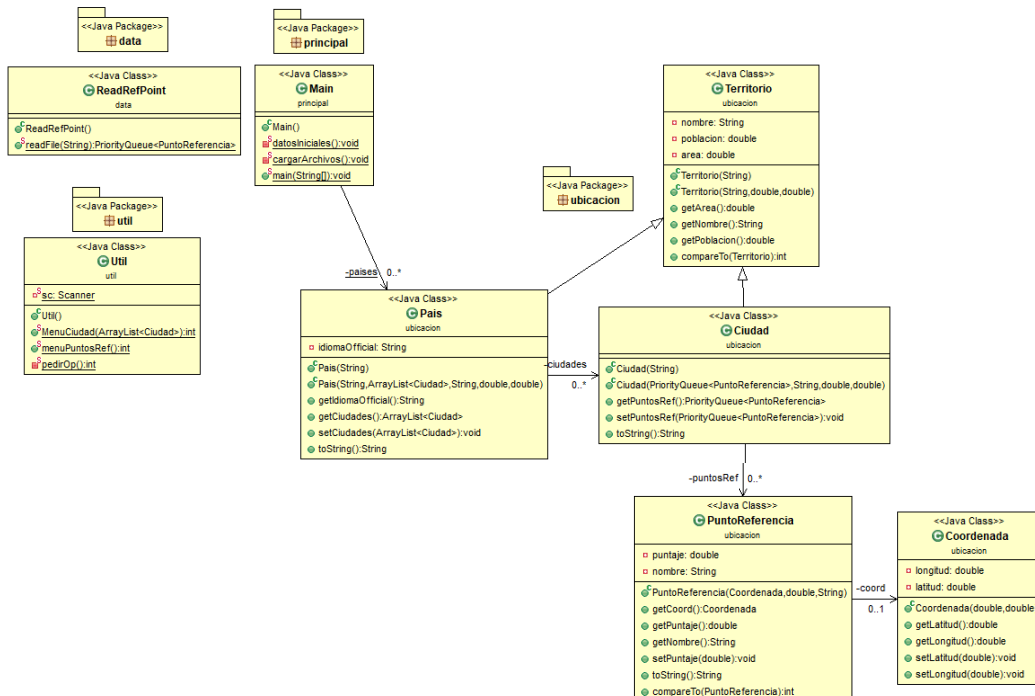 <<Java Package>>
data
<<Java Package>>
principal
<<Java Class>>
ReadRefPoint
data
ReadRefPoint()
readFile(String):PriorityQueue<PuntoReferencia>
<<Java Class>>
Main
principal
Main()
datosIniciales():void
cargarArchivos():void
main(String[]):void
<<Java Class>>
Territorio
ubicacion
nombre: String
poblacion: double
area: double
Territorio(String)
Territorio(String,double,double)
getArea():double
getNombre():String
getPoblacion():double
compareTo(Territorio):int
<<Java Package>>
ubicacion
<<Java Package>>
util
<<Java Class>>
Util
util
sc: Scanner
Util()
MenuCiudad(ArrayList<Ciudad>):int
menuPuntosRef():int
pedirOp():int
-paises 0..*
<<Java Class>>
Pais
ubicacion
idiomaOfficial: String
Pais(String)
Pais(String,ArrayList<Ciudad>,String,double,double)
getIdiomaOfficial():String
getCiudades():ArrayList<Ciudad>
setCiudades(ArrayList<Ciudad>):void
toString():String
-ciudades
0..*
<<Java Class>>
Ciudad
ubicacion
Ciudad(String)
Ciudad(PriorityQueue<PuntoReferencia>,String,double,double)
getPuntosRef():PriorityQueue<PuntoReferencia>
setPuntosRef(PriorityQueue<PuntoReferencia>):void
toString():String
-puntosRef 0..*
<<Java Class>>
PuntoReferencia
ubicacion
puntaje: double
nombre: String
PuntoReferencia(Coordenada,double,String)
getCoord():Coordenada
getPuntaje():double
getNombre():String
setPuntaje(double):void
toString():String
compareTo(PuntoReferencia):int
-coord
0..1
<<Java Class>>
Coordenada
ubicacion
longitud: double
latitud: double
Coordenada(double,double
getLatitud():double
getLongitud():double
setLatitud(double):void
setLongitud(double):void